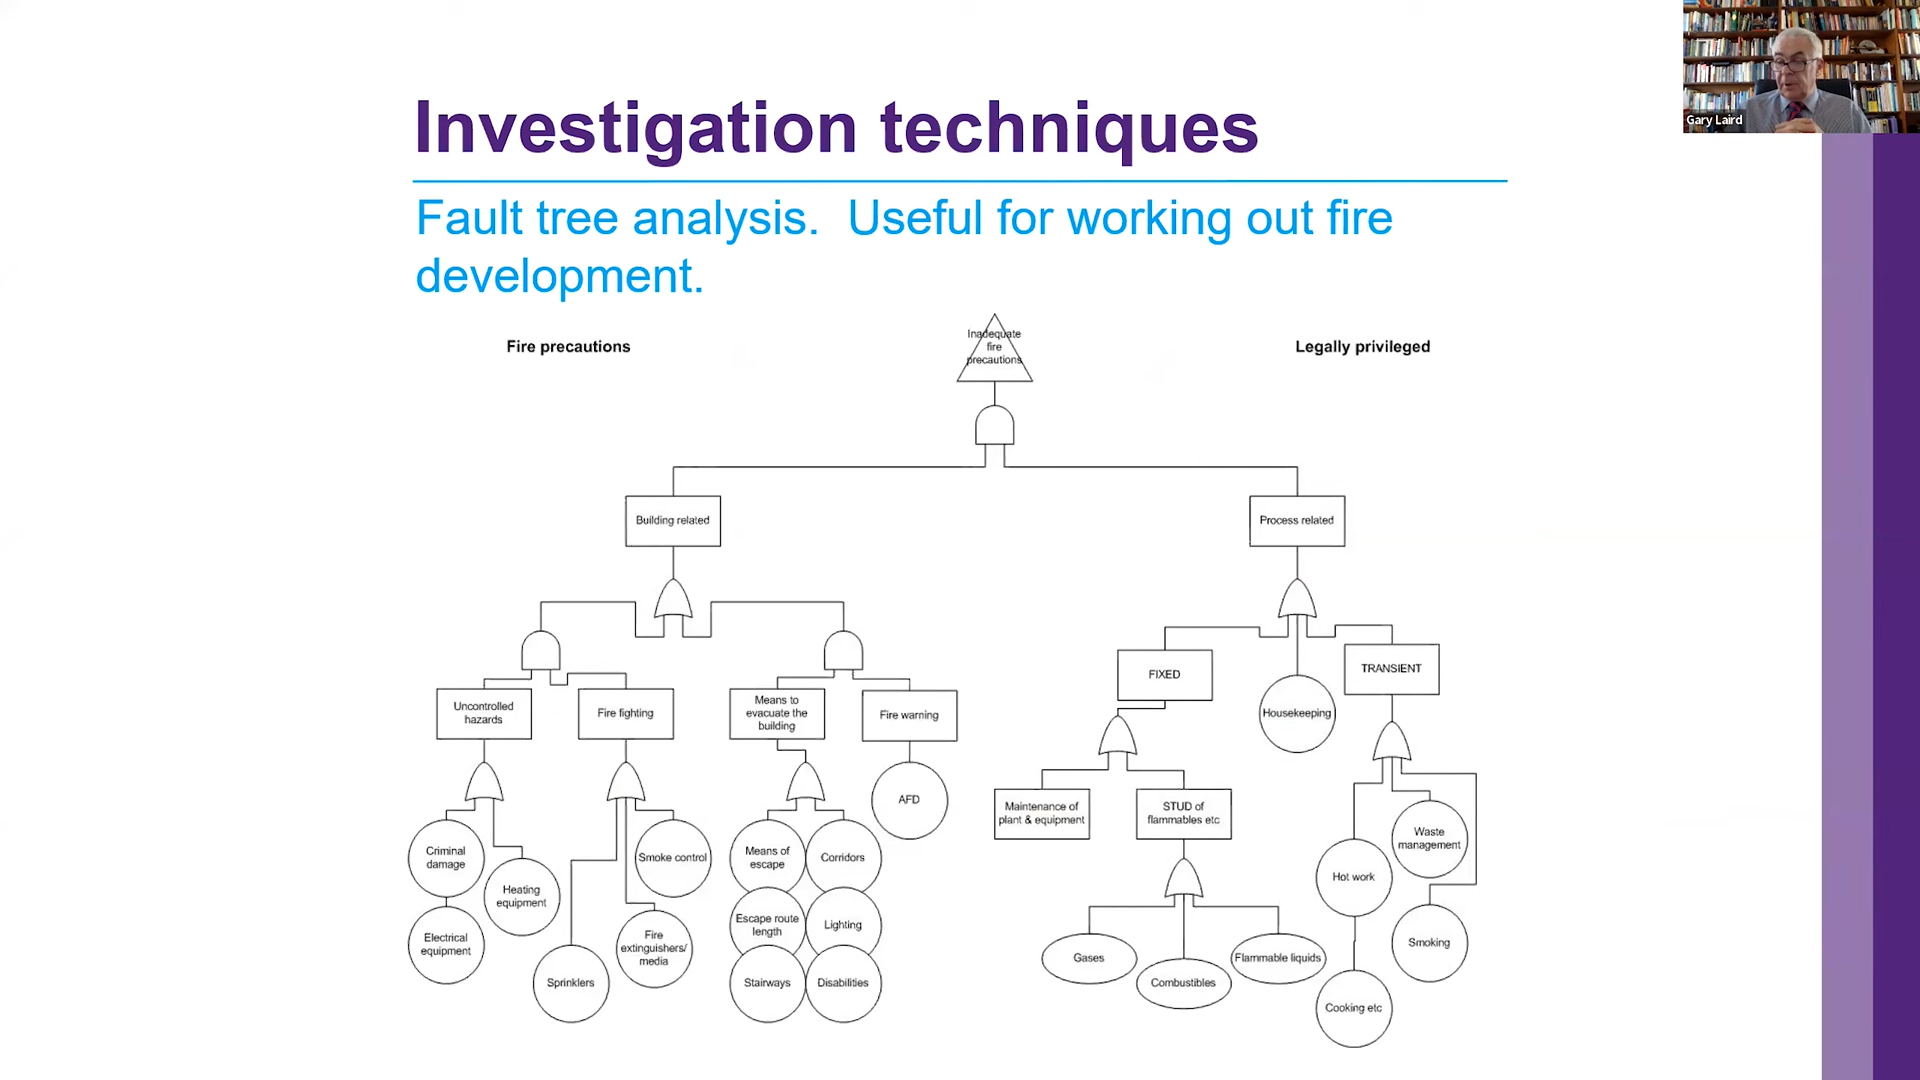 Gary Laird
Investigation techniques
Fault tree analysis.  Useful for working out fire
development.
Fire precautions
Inadequate
fire
precautions
Legally privileged
Building related
Process related
Uncontrolled
hazards
Fire fighting
Means to
evacuate the
building
Fire warning
FIXED
Housekeeping
TRANSIENT
AFD
Maintenance of
plant & equipment
STUD of
flammables etc
Criminal
damage
Heating
equipment
Electrical
equipment
Smoke control
Sprinklers
Fire
extinguishers/
media
Means of
escape
Corridors
Escape route
length
Lighting
Stairways
Disabilities
Gases
Combustibles
Flammable liquids
Waste
management
Hot work
Smoking
Cooking etc